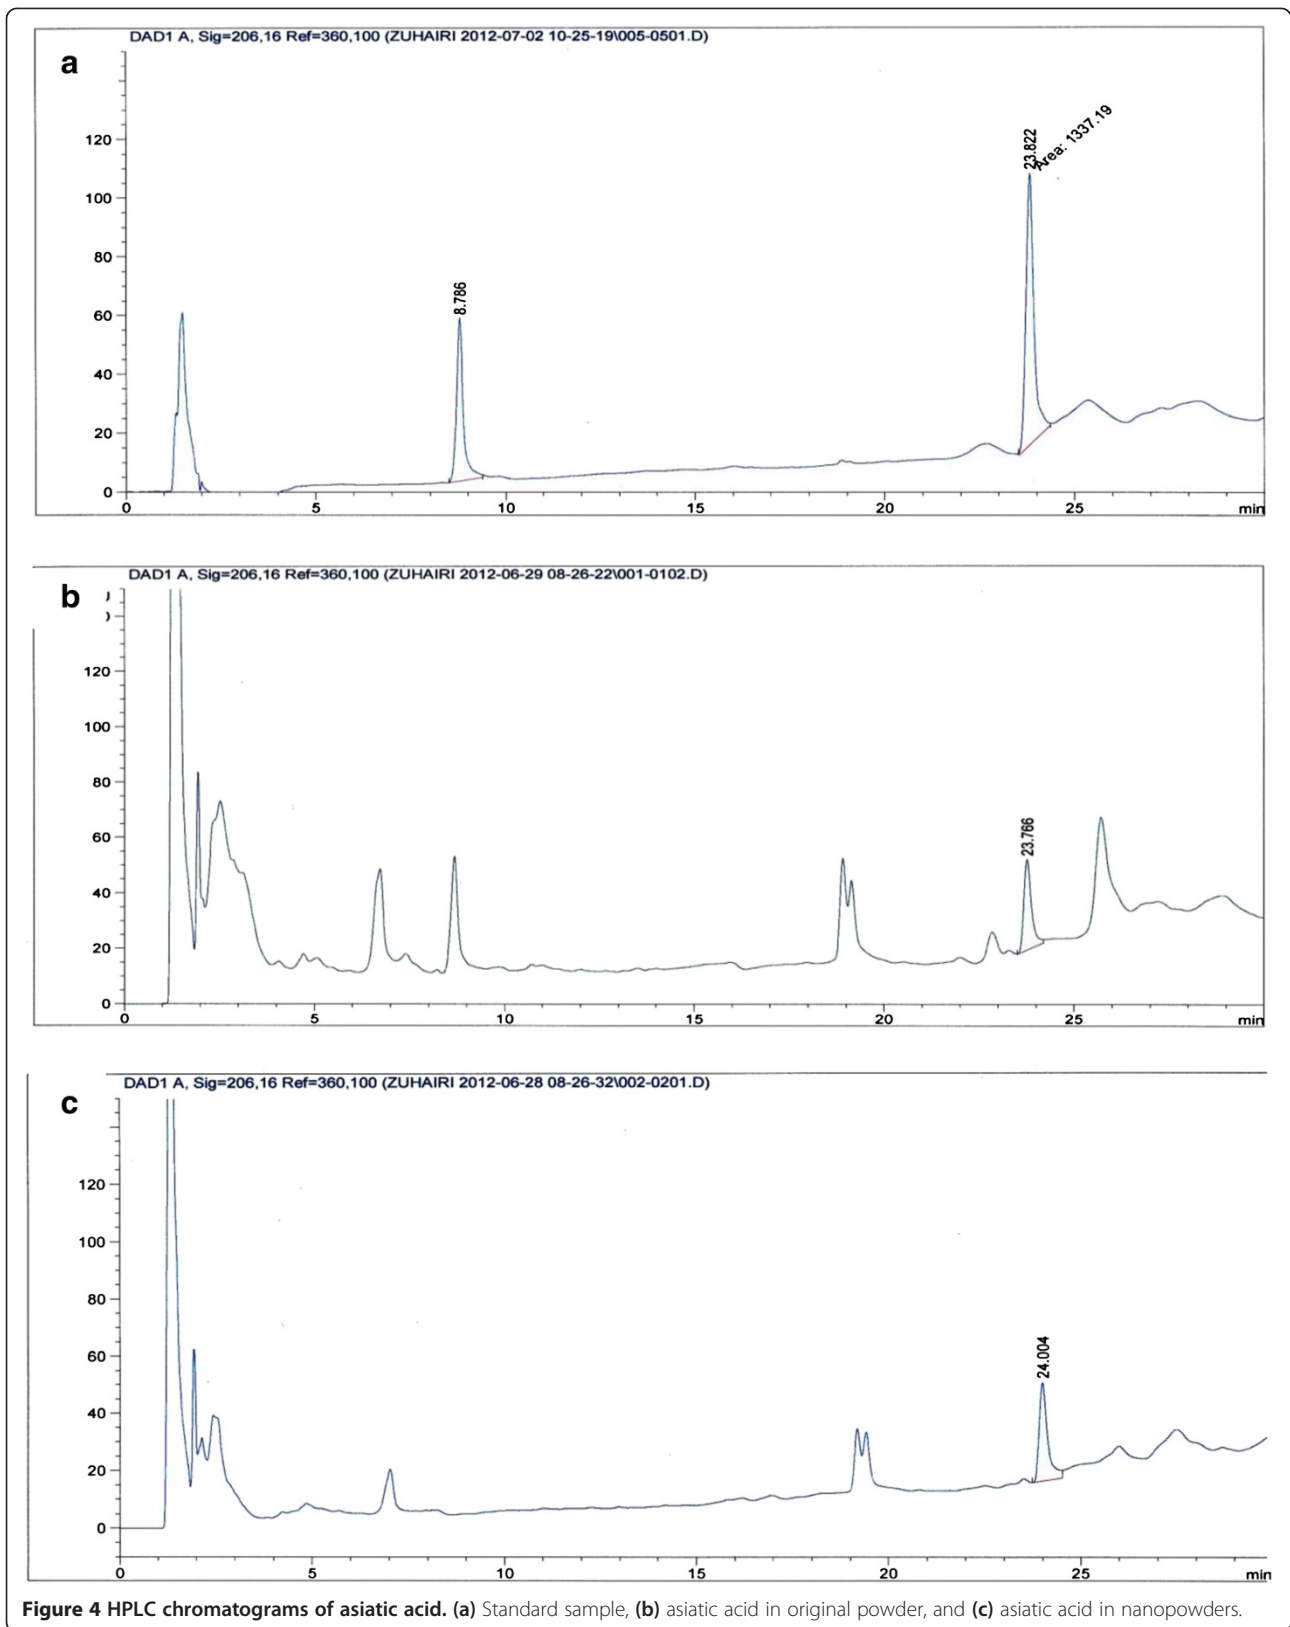 DAD1 A, Sig=206,16 Ref=360,100 (ZUHAIRI 2012-07-02 10-25-19\005-0501.D)
a
120
100
80
60
40
20
0
8.786
23.822
Area: 1337.19
0 5 10 15 20 25 min
DAD1 A, Sig=206,16 Ref=360,100 (ZUHAIRI 2012-06-29 08-26-22\001-0102.D)
b
120
100
80
60
40
20
0
23.766
0 5 10 15 20 25 min
DAD1 A, Sig=206,16 Ref=360,100 (ZUHAIRI 2012-06-28 08-26-32\002-0201.D)
c
120
100
80
60
40
20
0
24.004
0 5 10 15 20 25 min
Figure 4 HPLC chromatograms of asiatic acid. (a) Standard sample, (b) asiatic acid in original powder, and (c) asiatic acid in nanopowders.